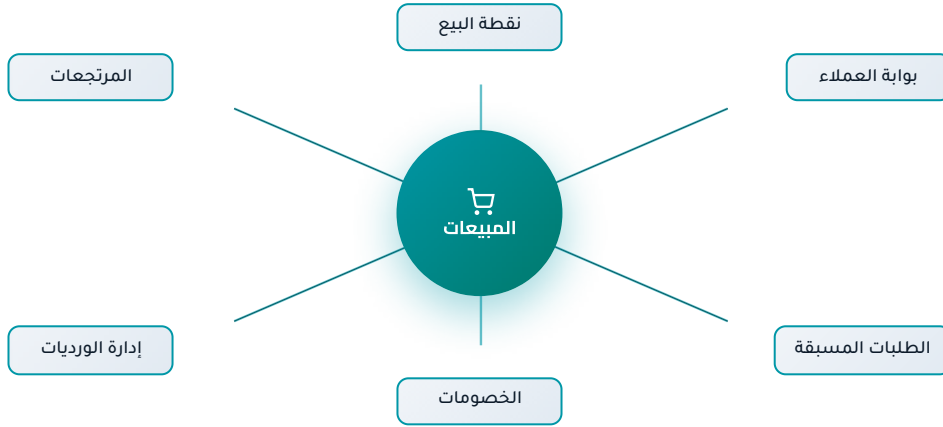 نقطة البيع
بوابة العملاء
المرتجعات
المبيعات
الطلبات المسبقة
إدارة الورديات
الخصومات